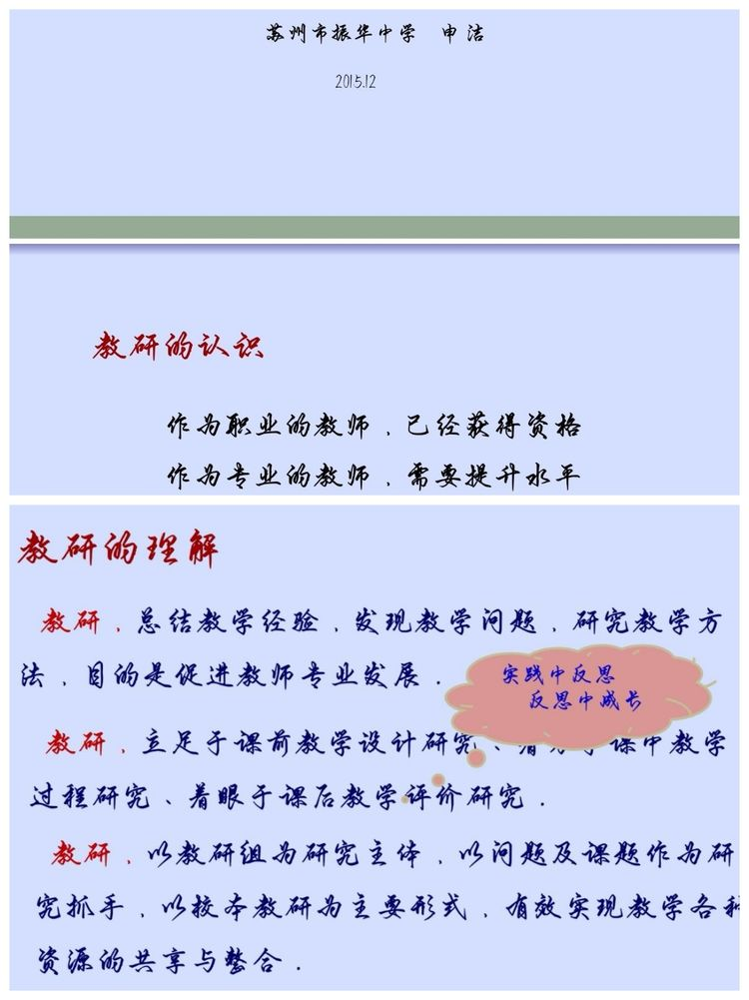 苏州市振华中学 申洁
2015.12
教研的认识
作为职业的教师，已经获得资格
作为专业的教师，需要提升水平
教研的理解
教研，总结教学经验，发现教学问题，研究教学方
法，目的是促进教师专业发展．
实践中反思
反思中成长
教研，立足于课前教学设计研究、于课中教学
过程研究、着眼于课后教学评价研究．
教研，以教研组为研究主体，以问题及课题作为研
究抓手，以校本教研为主要形式，有效实现教学各种
资源的共享与整合．